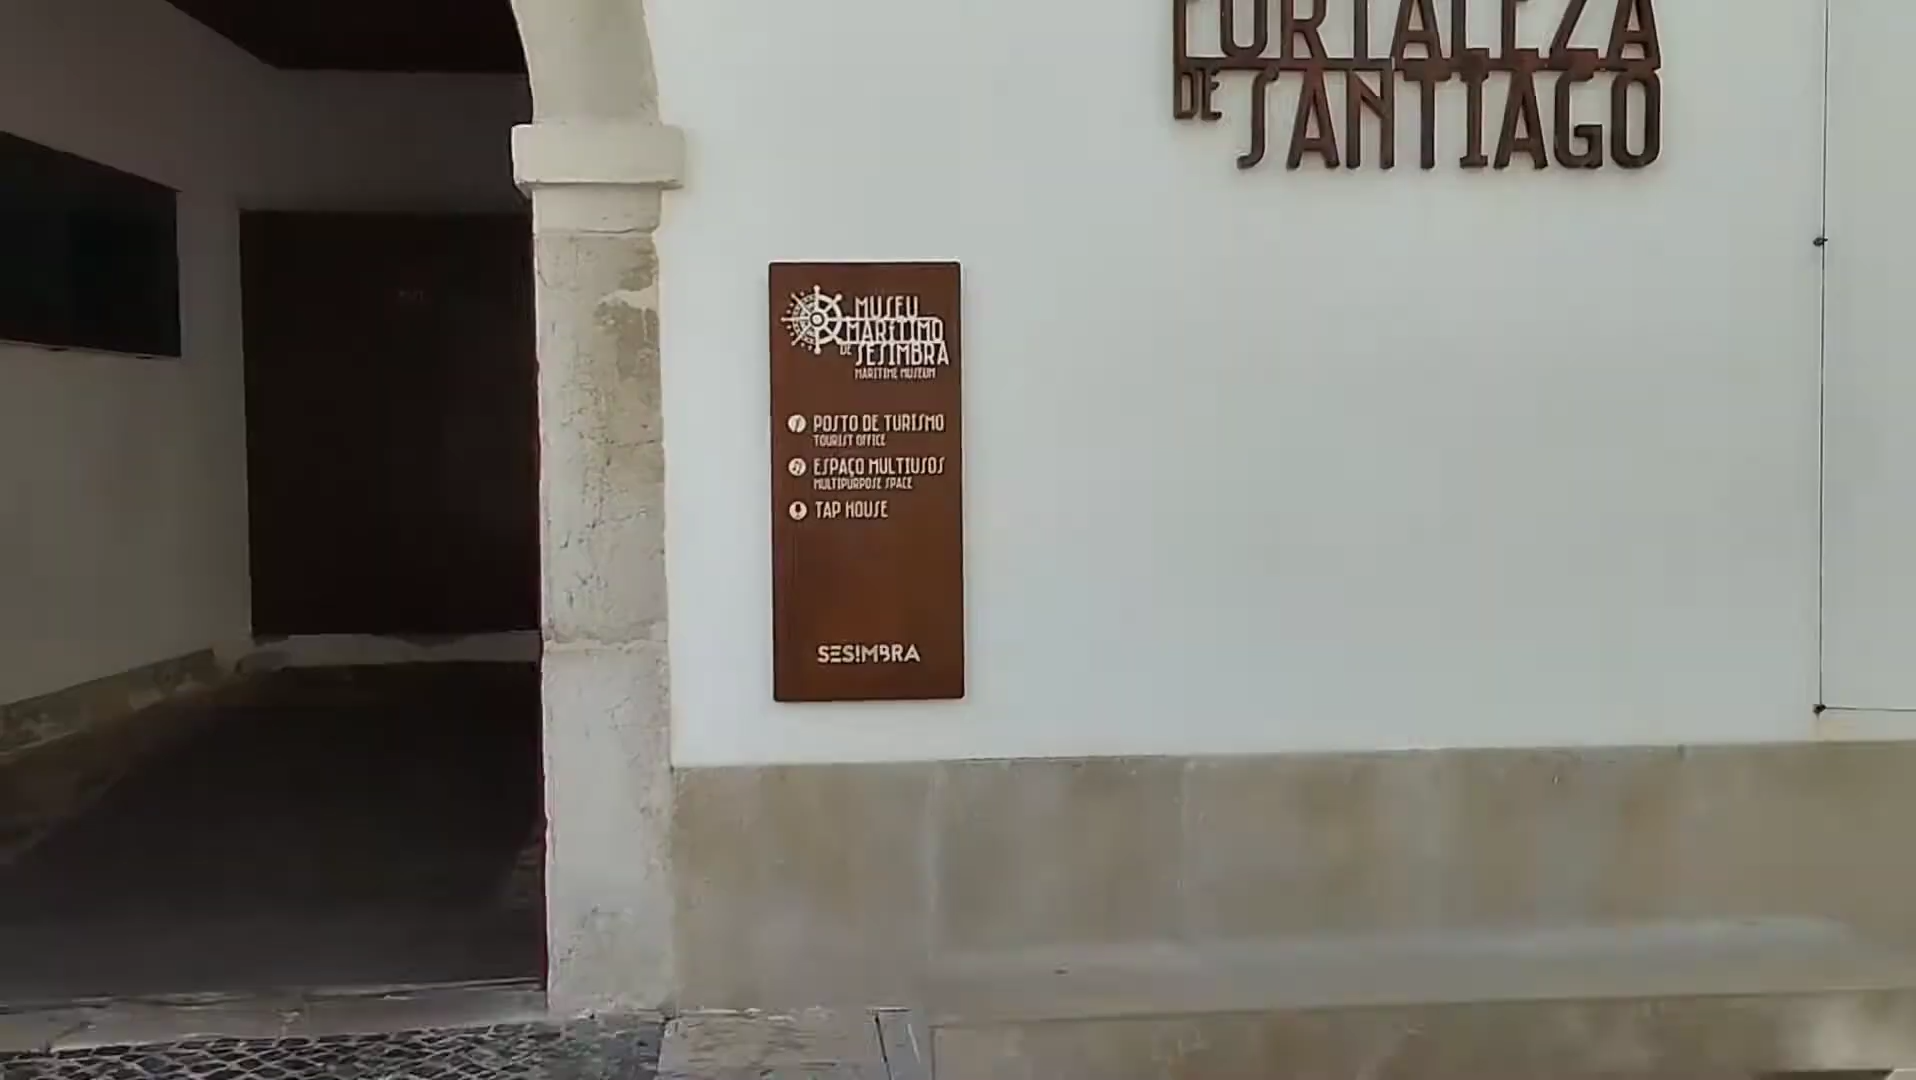 FORTALEZA
DE SANTIAGO
MUSEU
MARÍTIMO
DE SESIMBRA
MARITIME MUSEUM
POSTO DE TURISMO
TOURIST OFFICE
ESPAÇO MULTIUSOS
MULTIPURPOSE SPACE
TAP HOUSE
SESIMBRA